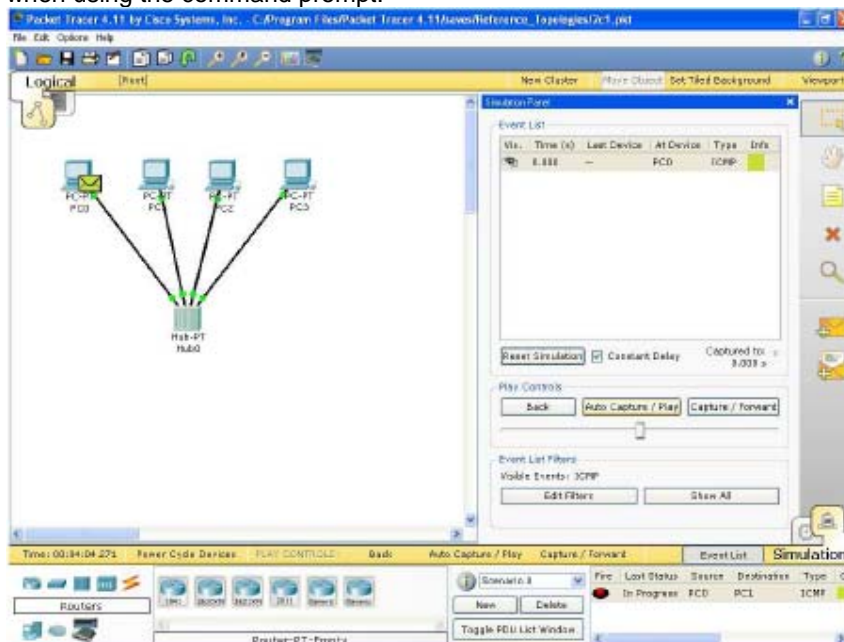 when using the command prompt.
Packet Tracer 4.11 by Cisco Systems, Inc. - C:/Program Files/Packet Tracer 4.11/saves/Reference_Topologies/I2c1.pkt
File Edit Options Help
Logical [Root] New Cluster Move Object Set Tiled Background Viewport
Simulation Panel
Event List
Vis. Time (s) Last Device At Device Type Info
0.000 -- PC0 ICMP
PC-PT PC-PT PC-PT PC-PT
PC0 PC1 PC2 PC3
Hub-PT
Hub0
Reset Simulation Constant Delay Captured to:
0.000 s
Play Controls
Back Auto Capture / Play Capture / Forward
Event List Filters
Visible Events: ICMP
Edit Filters Show All
Time: 00:04:04.271 Power Cycle Devices PLAY CONTROLS: Back Auto Capture / Play Capture / Forward Event List Simulation
Routers
Scenario 0 Fire Last Status Source Destination Type
In Progress PC0 PC1 ICMP
New Delete
Toggle PDU List Window
Router-PT-Empty